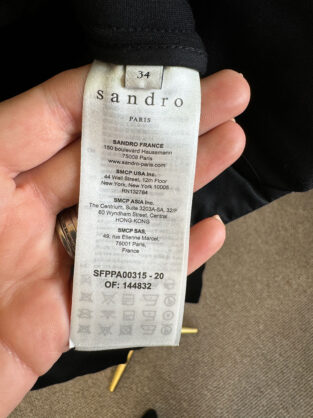 34
sandro
PARIS
SANDRO FRANCE
150 boulevard Haussmann
75008 Paris
www.sandro-paris.com
SMCP USA Inc.
44 Wall Street, 12th Floor
New York, New York 10005
RN132784
SMCP ASIA Inc.
The Centrium, Suite 3203A-5A, 32/F
60 Wyndham Street, Central
HONG-KONG
SMCP SAS,
49, rue Etienne Marcel,
75001 Paris,
France
SFPPA00315 - 20
OF: 144832